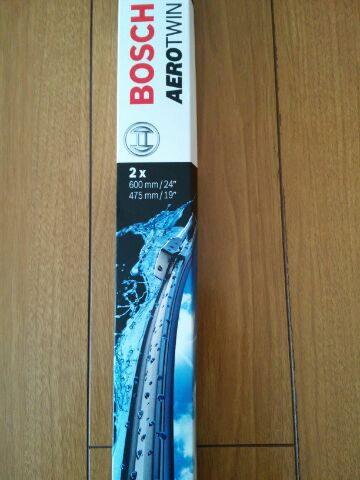 BOSCH
AEROTWIN
2 x
600 mm / 24"
475 mm / 19"